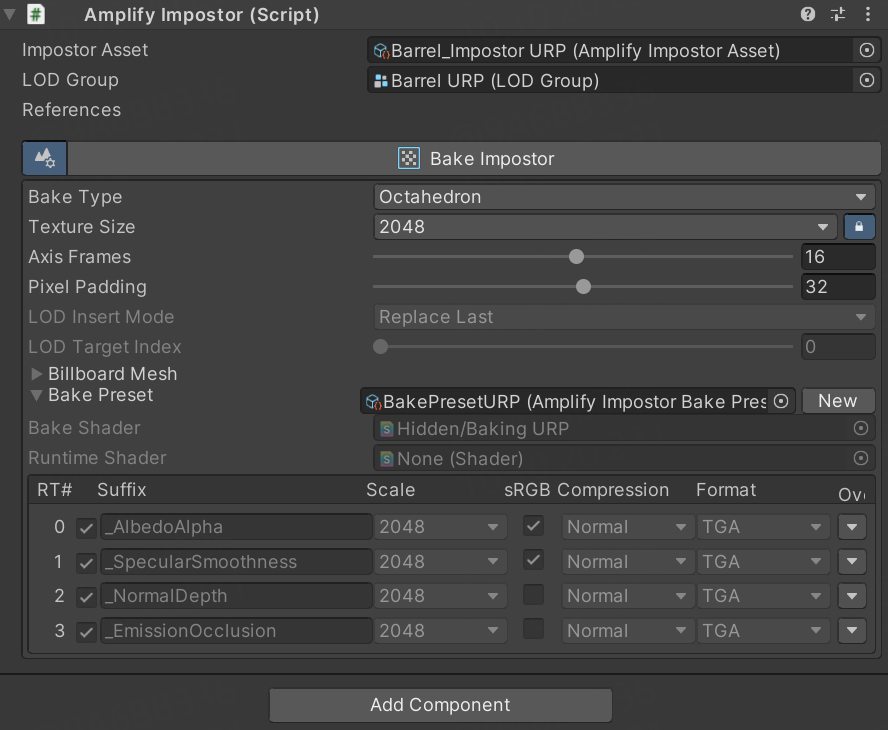 # Amplify Impostor (Script)
Impostor Asset Barrel_Impostor URP (Amplify Impostor Asset)
LOD Group Barrel URP (LOD Group)
References
Bake Impostor
Bake Type Octahedron
Texture Size 2048
Axis Frames 16
Pixel Padding 32
LOD Insert Mode Replace Last
LOD Target Index 0
Billboard Mesh
Bake Preset BakePresetURP (Amplify Impostor Bake Pres New
Bake Shader Hidden/Baking URP
Runtime Shader None (Shader)
RT# Suffix Scale sRGB Compression Format Ov
0 _AlbedoAlpha 2048 Normal TGA
1 _SpecularSmoothness 2048 Normal TGA
2 _NormalDepth 2048 Normal TGA
3 _EmissionOcclusion 2048 Normal TGA
Add Component